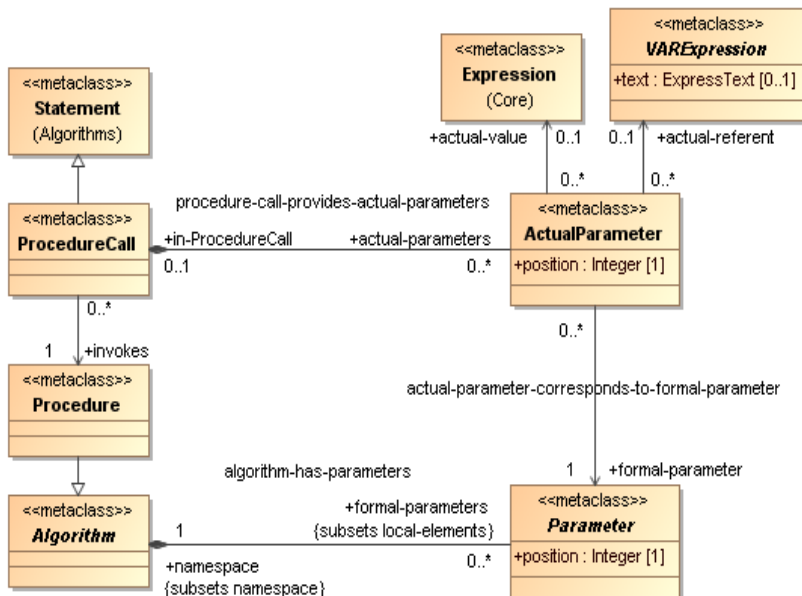 <<metaclass>>
Statement
(Algorithms)
<<metaclass>>
Expression
(Core)
<<metaclass>>
VARExpression
+text : ExpressText [0..1]
+actual-value
0..1
0..1
+actual-referent
0..*
0..*
procedure-call-provides-actual-parameters
<<metaclass>>
ProcedureCall
+in-ProcedureCall
+actual-parameters
0..1
0..*
<<metaclass>>
ActualParameter
+position : Integer [1]
0..*
0..*
1
+invokes
<<metaclass>>
Procedure
actual-parameter-corresponds-to-formal-parameter
1
+formal-parameter
algorithm-has-parameters
<<metaclass>>
Algorithm
+formal-parameters
{subsets local-elements}
1
0..*
+namespace
{subsets namespace}
<<metaclass>>
Parameter
+position : Integer [1]